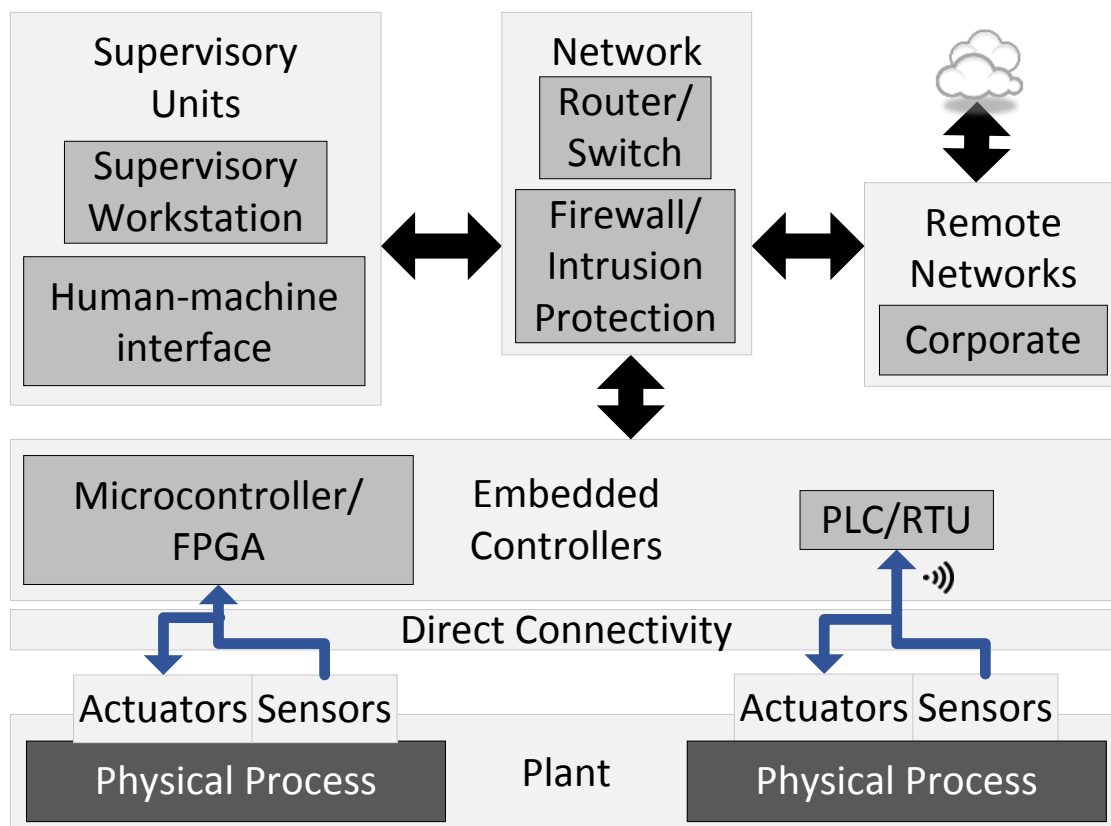 Supervisory
Units
Supervisory
Workstation
Human-machine
interface
Network
Router/
Switch
Firewall/
Intrusion
Protection
Remote
Networks
Corporate
Microcontroller/
FPGA
Embedded
Controllers
PLC/RTU
Direct Connectivity
Actuators Sensors
Actuators Sensors
Physical Process
Plant
Physical Process